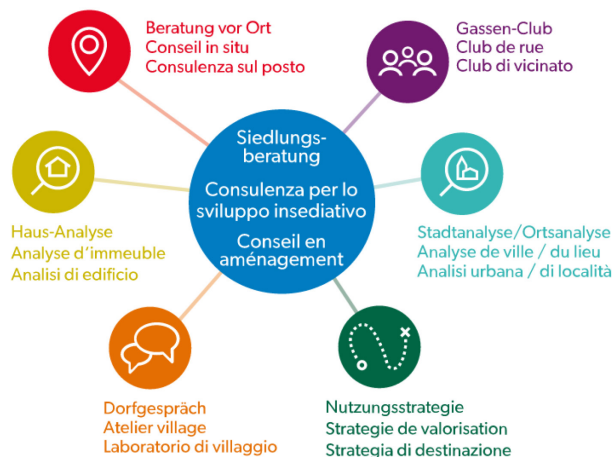 Beratung vor Ort
Conseil in situ
Consulenza sul posto
Gassen-Club
Club de rue
Club di vicinato
Siedlungs-
beratung
Consulenza per lo
sviluppo insediativo
Conseil en
aménagement
Haus-Analyse
Analyse d'immeuble
Analisi di edificio
Stadtanalyse/Ortsanalyse
Analyse de ville / du lieu
Analisi urbana / di località
Dorfgespräch
Atelier village
Laboratorio di villaggio
Nutzungsstrategie
Strategie de valorisation
Strategia di destinazione